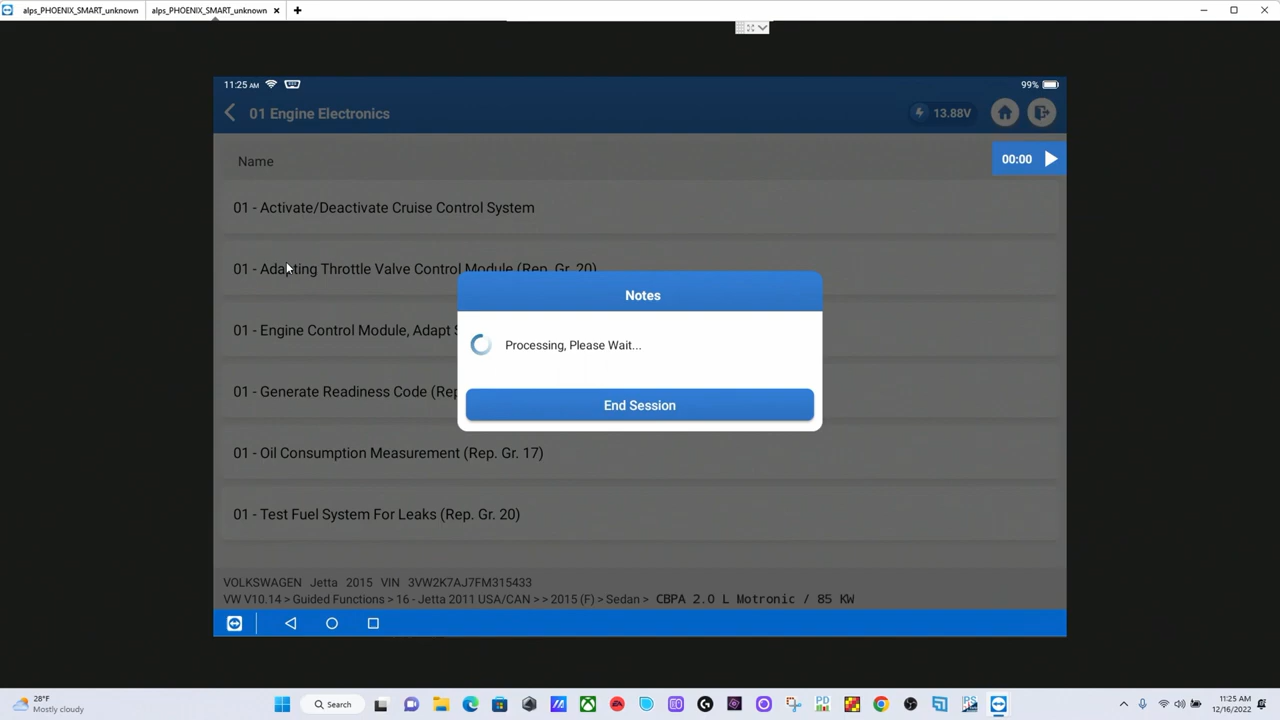 alps_PHOENIX_SMART_unknown
alps_PHOENIX_SMART_unknown
11:25 AM
99%
01 Engine Electronics
13.88V
Name
00:00
01 - Activate/Deactivate Cruise Control System
01 - Adapting Throttle Valve Control Module (Rep. Gr. 20)
Notes
01 - Engine Control Module, Adapt S
Processing, Please Wait...
01 - Generate Readiness Code (Rep
End Session
01 - Oil Consumption Measurement (Rep. Gr. 17)
01 - Test Fuel System For Leaks (Rep. Gr. 20)
VOLKSWAGEN Jetta 2015 VIN 3VW2K7AJ7FM315433
VW V10.14 > Guided Functions > 16 - Jetta 2011 USA/CAN > > 2015 (F) > Sedan > CBPA 2.0 L Motronic / 85 KW
28°F
Mostly cloudy
Search
PD
PS
11:25 AM
12/16/2022